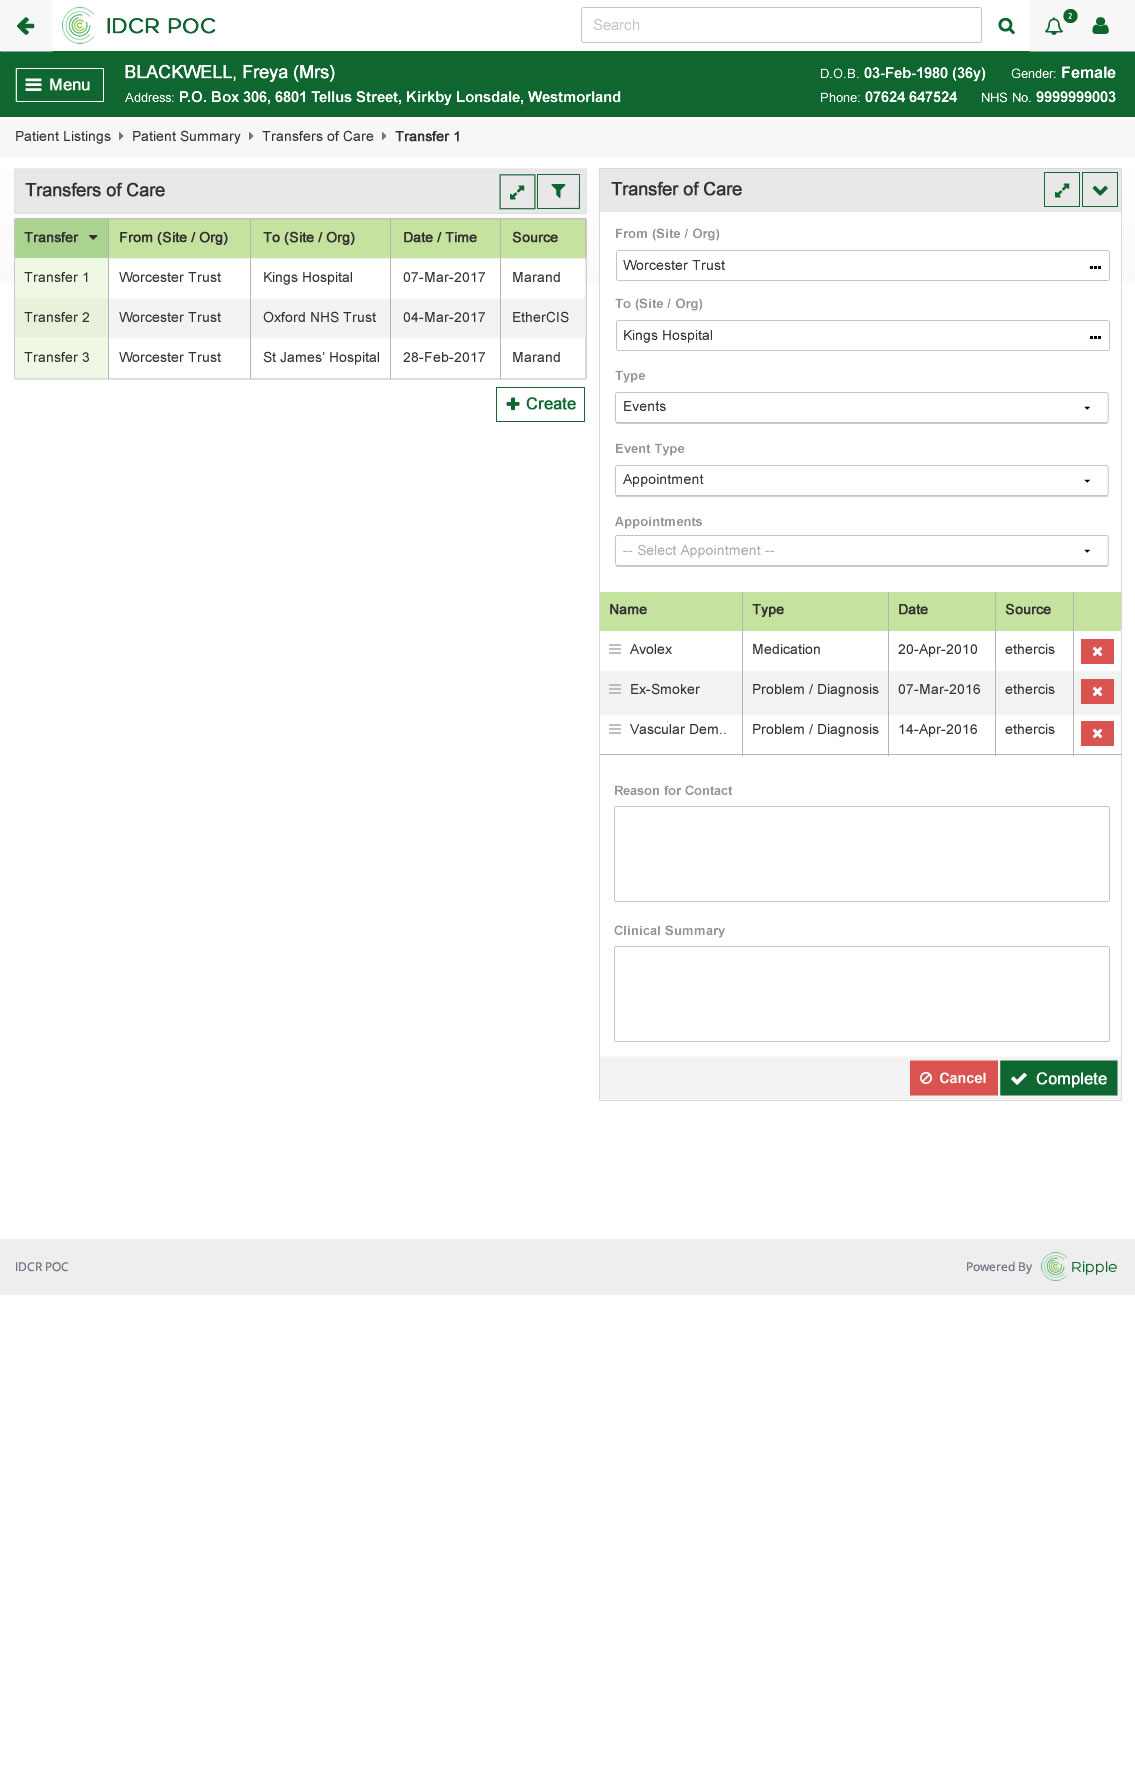 IDCR POC
Search
2
Menu
BLACKWELL, Freya (Mrs)
D.O.B. 03-Feb-1980 (36y) Gender: Female
Address: P.O. Box 306, 6801 Tellus Street, Kirkby Lonsdale, Westmorland
Phone: 07624 647524 NHS No. 9999999003
Patient Listings Patient Summary Transfers of Care Transfer 1
Transfers of Care
Transfer From (Site / Org) To (Site / Org) Date / Time Source
Transfer 1 Worcester Trust Kings Hospital 07-Mar-2017 Marand
Transfer 2 Worcester Trust Oxford NHS Trust 04-Mar-2017 EtherCIS
Transfer 3 Worcester Trust St James’ Hospital 28-Feb-2017 Marand
Create
Transfer of Care
From (Site / Org)
Worcester Trust
To (Site / Org)
Kings Hospital
Type
Events
Event Type
Appointment
Appointments
-- Select Appointment --
Name Type Date Source
Avolex Medication 20-Apr-2010 ethercis
Ex-Smoker Problem / Diagnosis 07-Mar-2016 ethercis
Vascular Dem.. Problem / Diagnosis 14-Apr-2016 ethercis
Reason for Contact
Clinical Summary
Cancel Complete
IDCR POC
Powered By Ripple